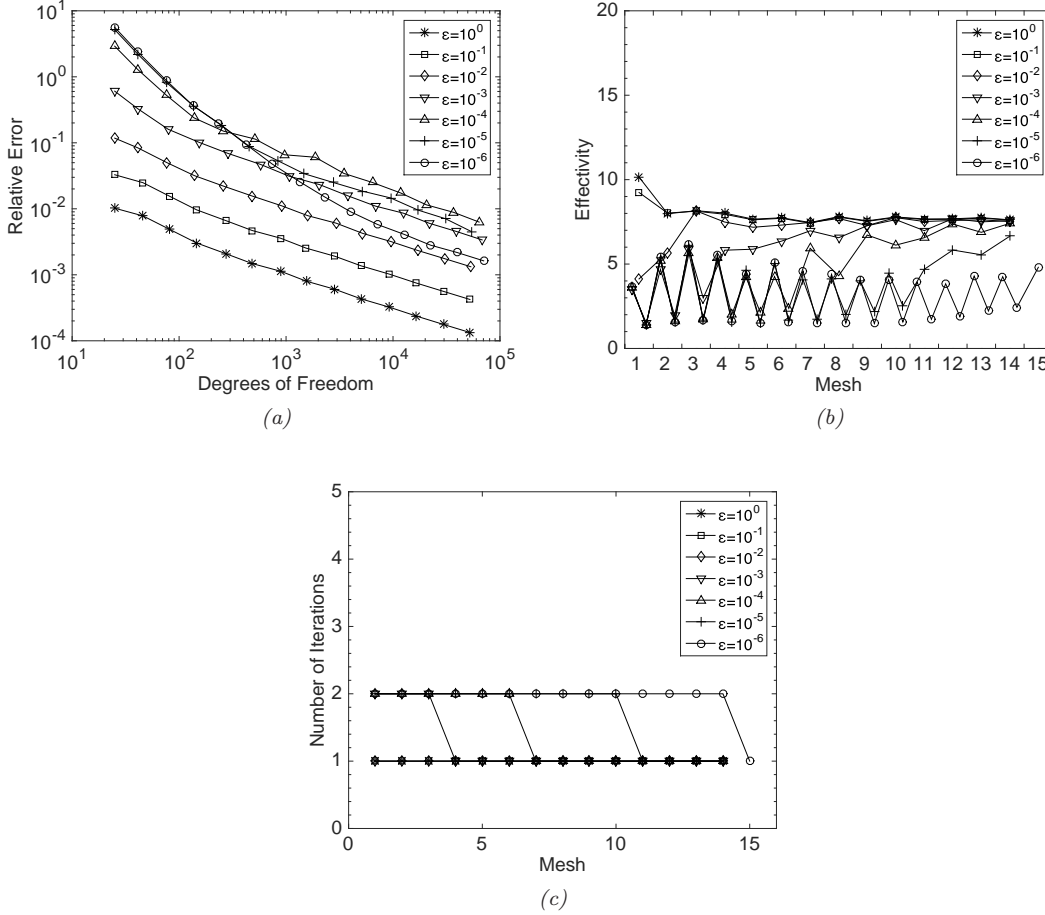 10^1
10^0
10^-1
10^-2
10^-3
10^-4
Relative Error
10^1
10^2
10^3
10^4
10^5
Degrees of Freedom
ε=10^0
ε=10^-1
ε=10^-2
ε=10^-3
ε=10^-4
ε=10^-5
ε=10^-6
(a)
20
15
10
5
0
Effectivity
1 2 3 4 5 6 7 8 9 10 11 12 13 14 15
Mesh
ε=10^0
ε=10^-1
ε=10^-2
ε=10^-3
ε=10^-4
ε=10^-5
ε=10^-6
(b)
5
4
3
2
1
0
Number of Iterations
0 5 10 15
Mesh
ε=10^0
ε=10^-1
ε=10^-2
ε=10^-3
ε=10^-4
ε=10^-5
ε=10^-6
(c)